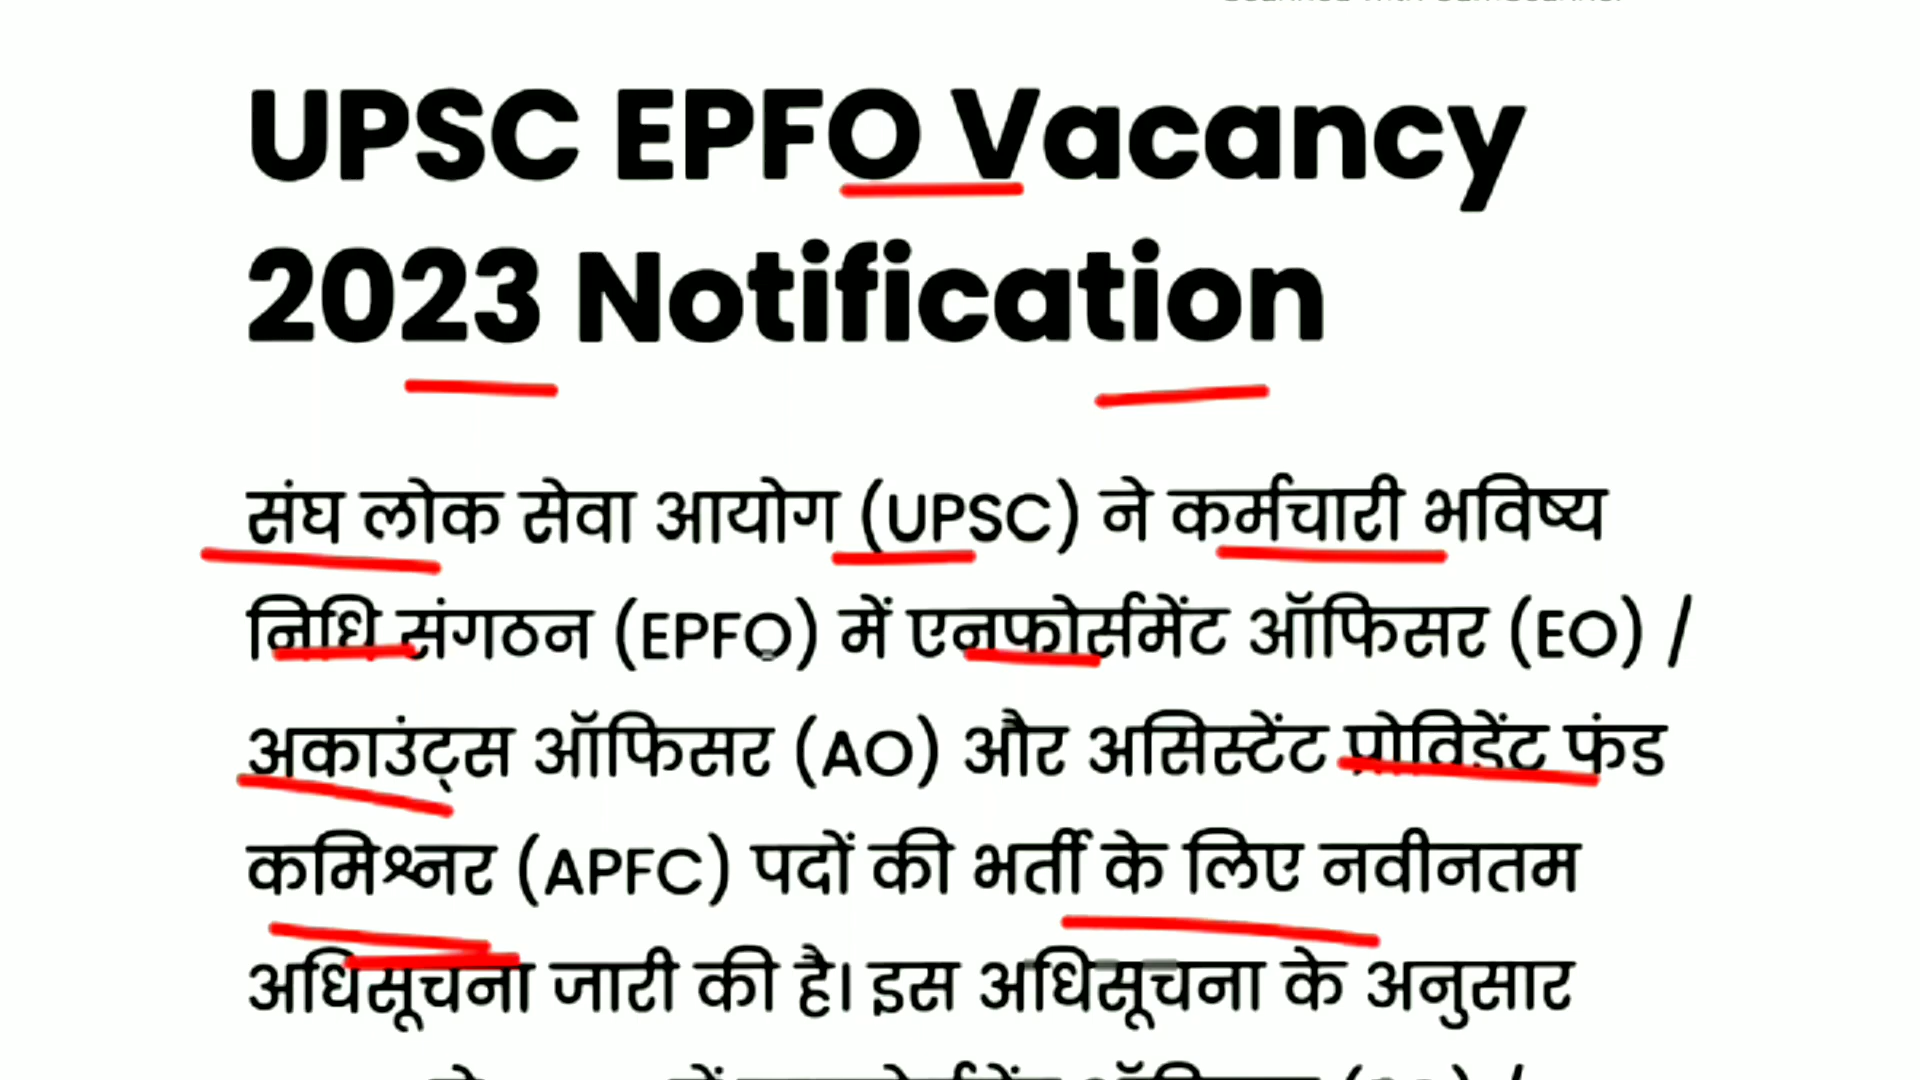 UPSC EPFO Vacancy
2023 Notification
संघ लोक सेवा आयोग (UPSC) ने कर्मचारी भविष्य
निधि संगठन (EPFO) में एनफोर्समेंट ऑफिसर (EO) /
अकाउंट्स ऑफिसर (AO) और असिस्टेंट प्रोविडेंट फंड
कमिश्नर (APFC) पदों की भर्ती के लिए नवीनतम
अधिसूचना जारी की है। इस अधिसूचना के अनुसार